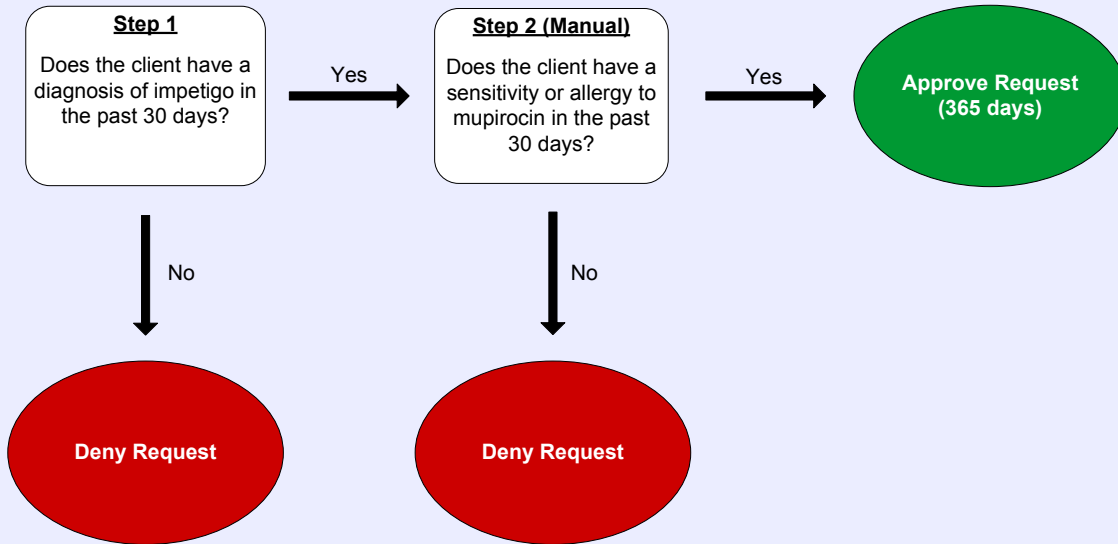 Step 1
Does the client have a
diagnosis of impetigo in
the past 30 days?
Yes
Step 2 (Manual)
Does the client have a
sensitivity or allergy to
mupirocin in the past
30 days?
Yes
Approve Request
(365 days)
No
No
Deny Request
Deny Request